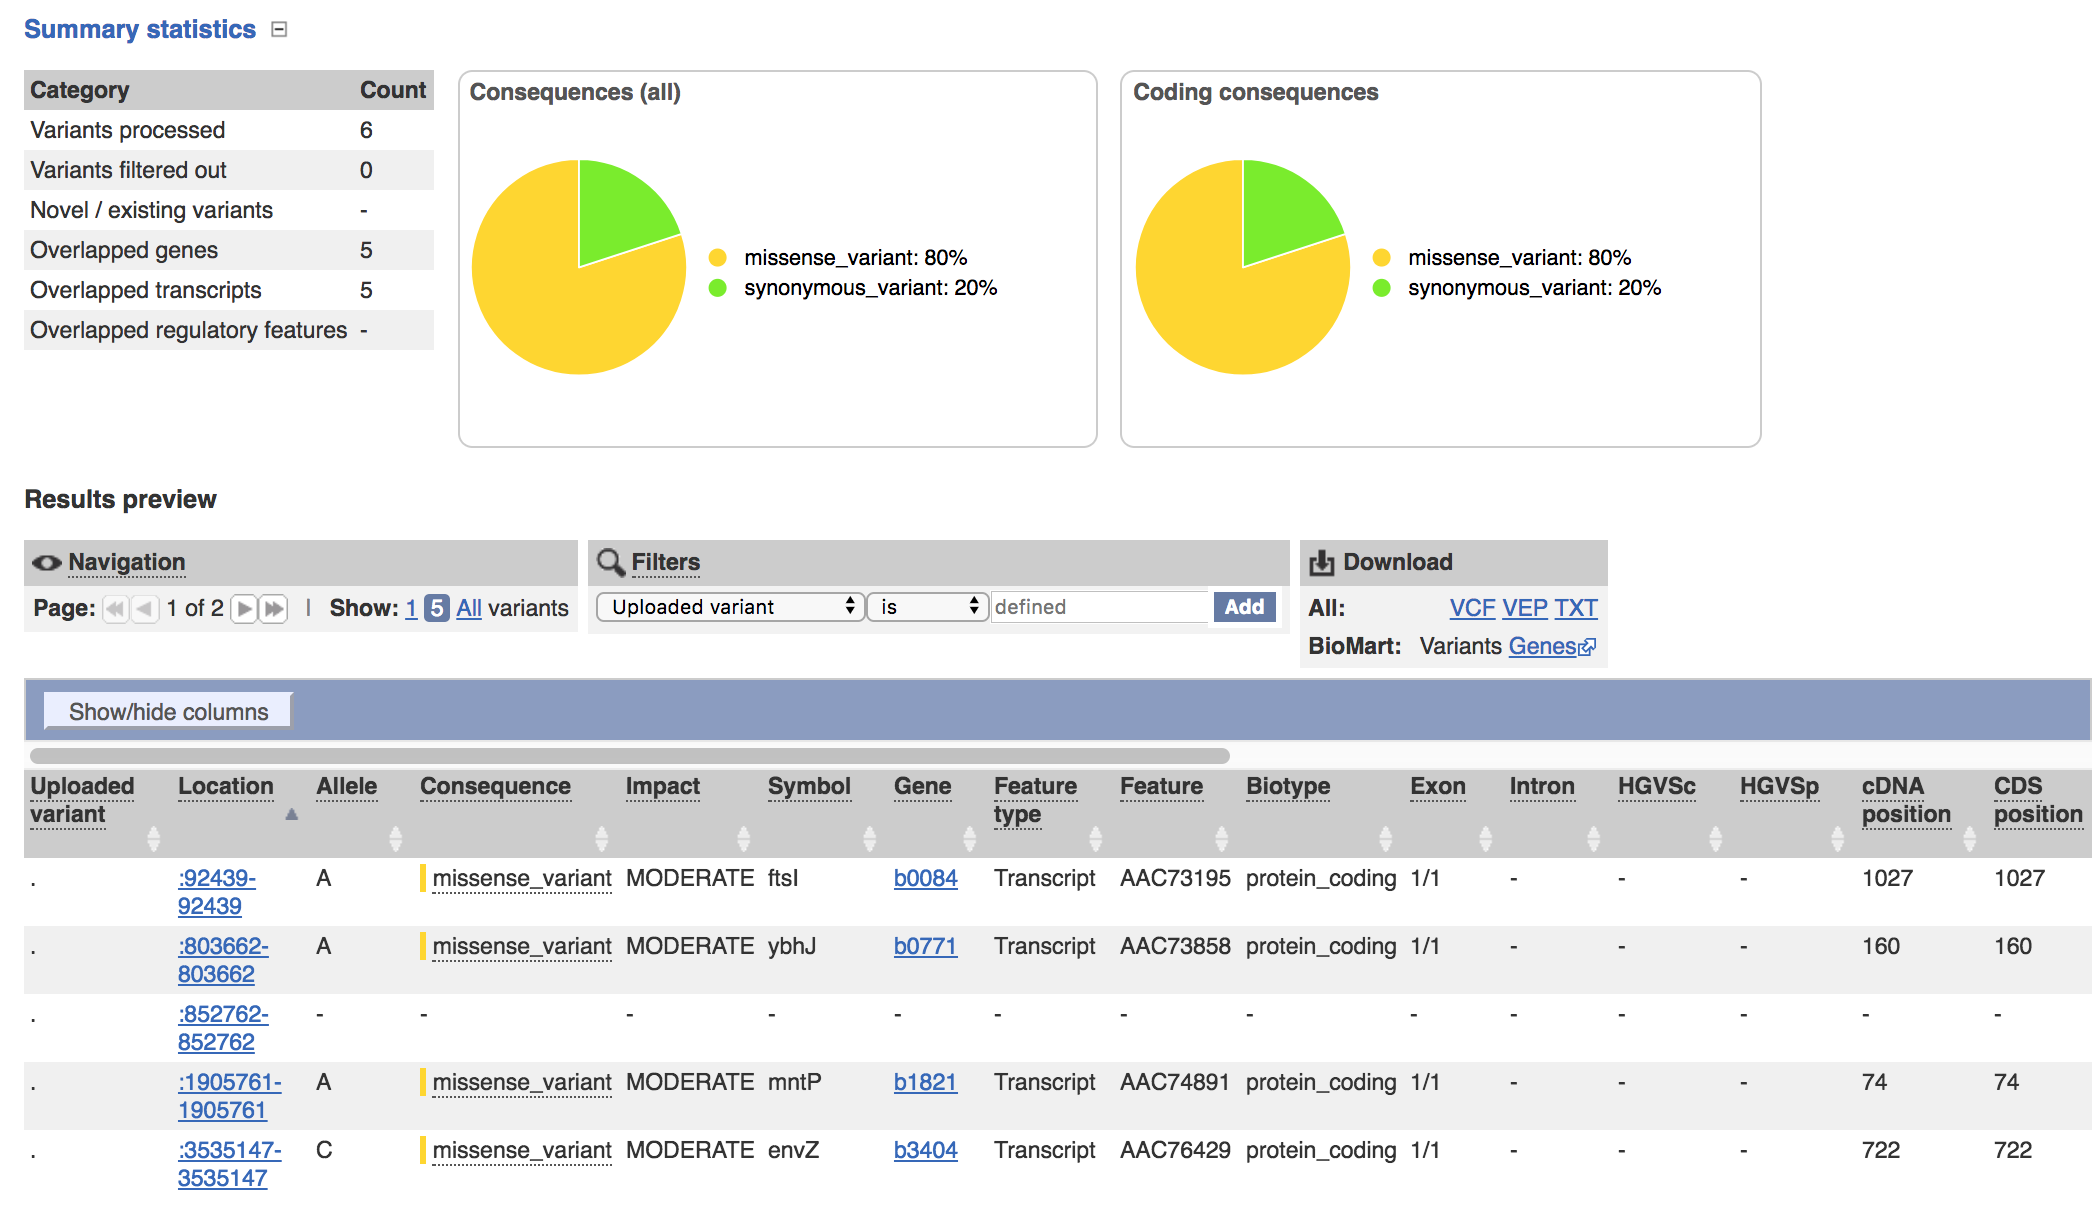 Summary statistics
Category Count
Variants processed 6
Variants filtered out 0
Novel / existing variants -
Overlapped genes 5
Overlapped transcripts 5
Overlapped regulatory features -
Consequences (all)
missense_variant: 80%
synonymous_variant: 20%
Coding consequences
missense_variant: 80%
synonymous_variant: 20%
Results preview
Navigation
Page: 1 of 2 | Show: 1 5 All variants
Filters
Uploaded variant is defined Add
Download
All: VCF VEP TXT
BioMart: Variants Genes
Show/hide columns
Uploaded Location Allele Consequence Impact Symbol Gene Feature Feature Biotype Exon Intron HGVSc HGVSp cDNA CDS
variant type position position
. :92439- A missense_variant MODERATE ftsI b0084 Transcript AAC73195 protein_coding 1/1 - - - 1027 1027
92439
. :803662- A missense_variant MODERATE ybhJ b0771 Transcript AAC73858 protein_coding 1/1 - - - 160 160
803662
. :852762- - - - - - - - - - - - - - -
852762
. :1905761- A missense_variant MODERATE mntP b1821 Transcript AAC74891 protein_coding 1/1 - - - 74 74
1905761
. :3535147- C missense_variant MODERATE envZ b3404 Transcript AAC76429 protein_coding 1/1 - - - 722 722
3535147